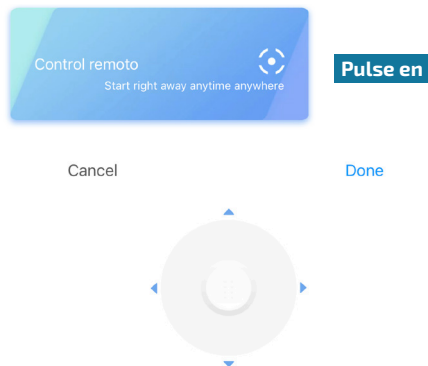 Control remoto
Start right away anytime anywhere
Pulse en
Cancel
Done